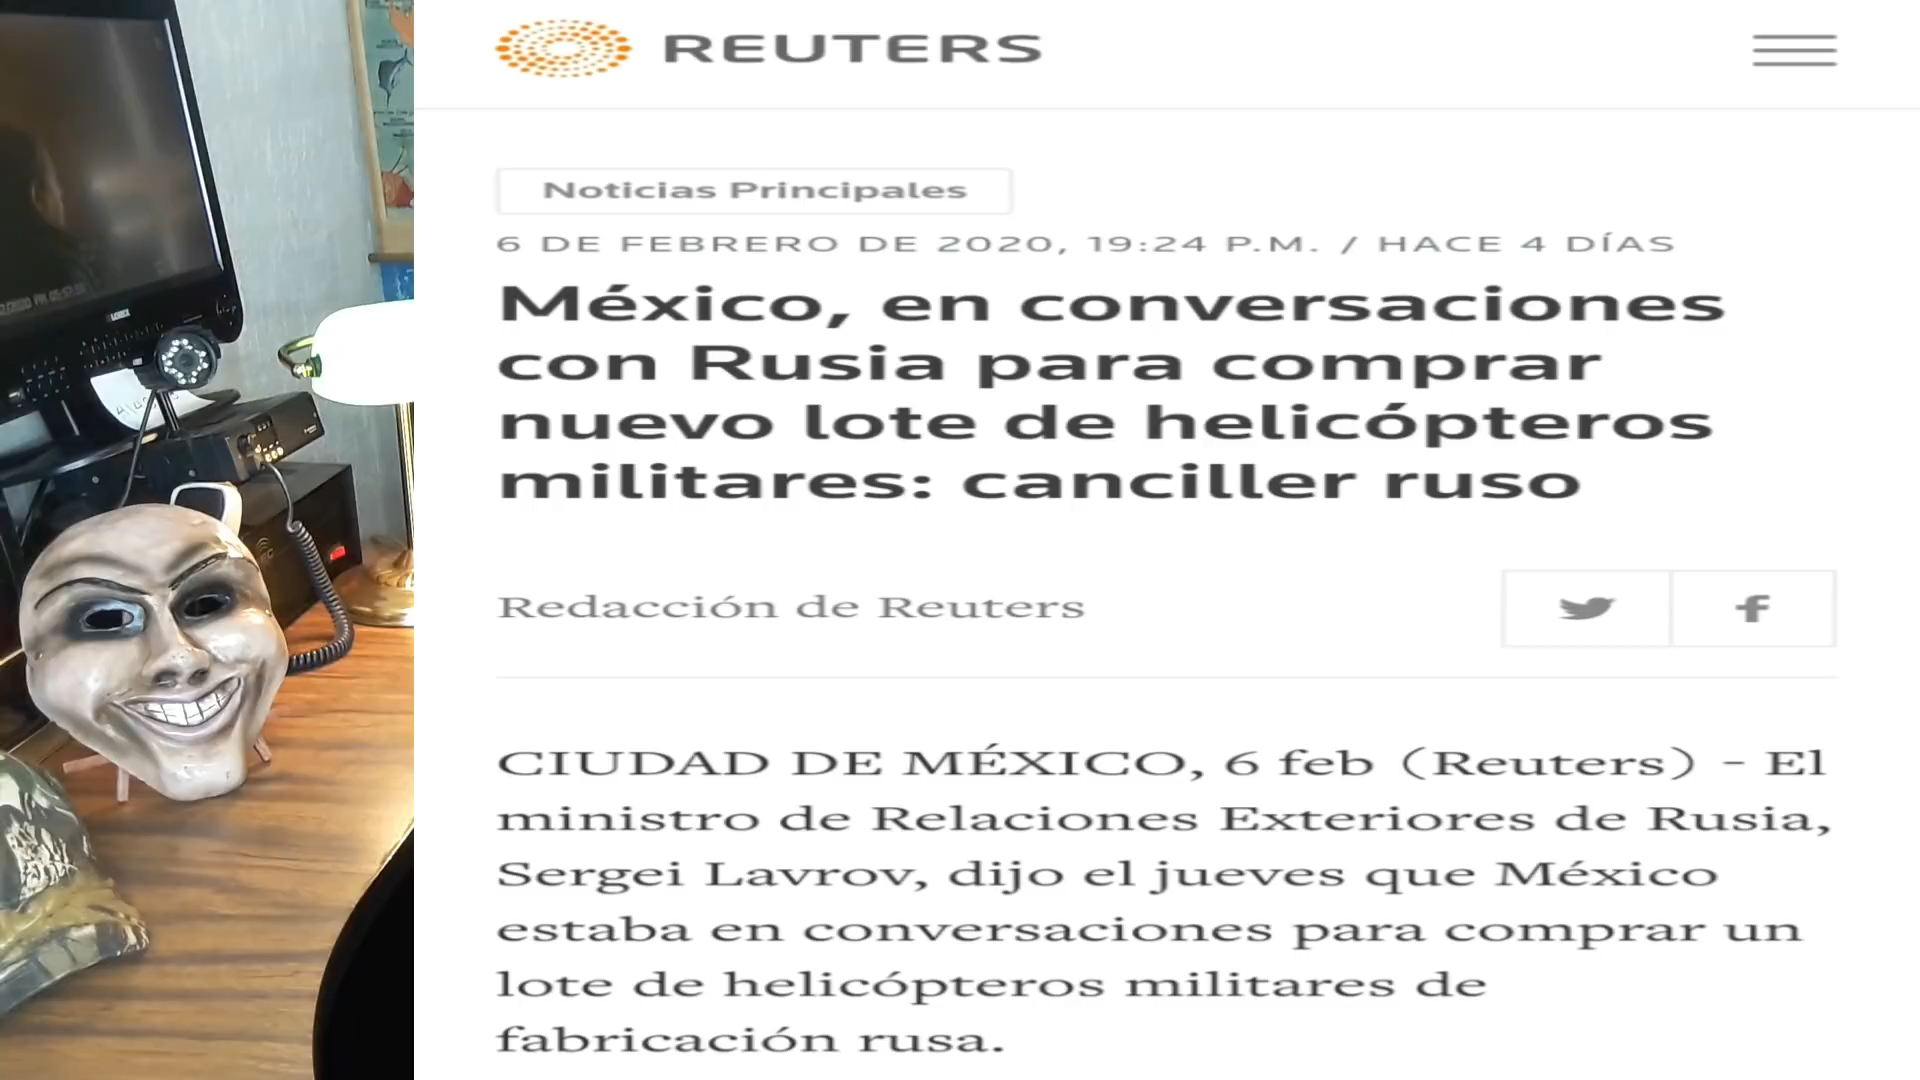 REUTERS
Noticias Principales
6 DE FEBRERO DE 2020, 19:24 P.M. / HACE 4 DÍAS
México, en conversaciones
con Rusia para comprar
nuevo lote de helicópteros
militares: canciller ruso
Redacción de Reuters
CIUDAD DE MÉXICO, 6 feb (Reuters) - El
ministro de Relaciones Exteriores de Rusia,
Sergei Lavrov, dijo el jueves que México
estaba en conversaciones para comprar un
lote de helicópteros militares de
fabricación rusa.
LOREX